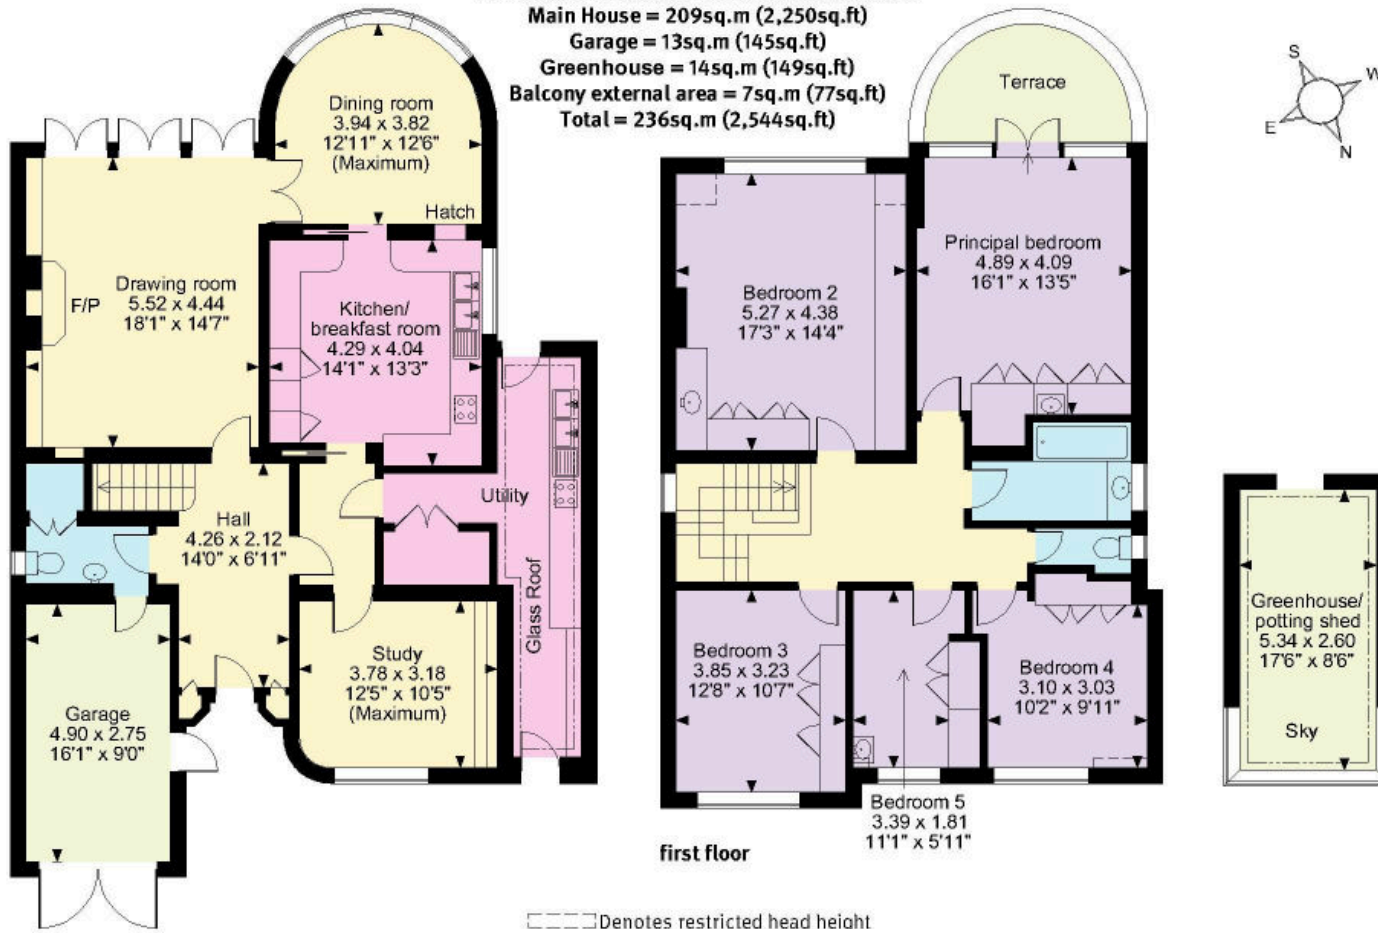 Main House = 209sq.m (2,250sq.ft)
Garage = 13sq.m (145sq.ft)
Greenhouse = 14sq.m (149sq.ft)
Balcony external area = 7sq.m (77sq.ft)
Total = 236sq.m (2,544sq.ft)
Dining room
3.94 x 3.82
12'11" x 12'6"
(Maximum)
Hatch
Drawing room
5.52 x 4.44
18'1" x 14'7"
F/P
Kitchen/
breakfast room
4.29 x 4.04
14'1" x 13'3"
Utility
Glass Roof
Hall
4.26 x 2.12
14'0" x 6'11"
Study
3.78 x 3.18
12'5" x 10'5"
(Maximum)
Garage
4.90 x 2.75
16'1" x 9'0"
Terrace
Principal bedroom
4.89 x 4.09
16'1" x 13'5"
Bedroom 2
5.27 x 4.38
17'3" x 14'4"
Bedroom 3
3.85 x 3.23
12'8" x 10'7"
Bedroom 4
3.10 x 3.03
10'2" x 9'11"
Bedroom 5
3.39 x 1.81
11'1" x 5'11"
first floor
S
W
E
N
Greenhouse/
potting shed
5.34 x 2.60
17'6" x 8'6"
Sky
Denotes restricted head height